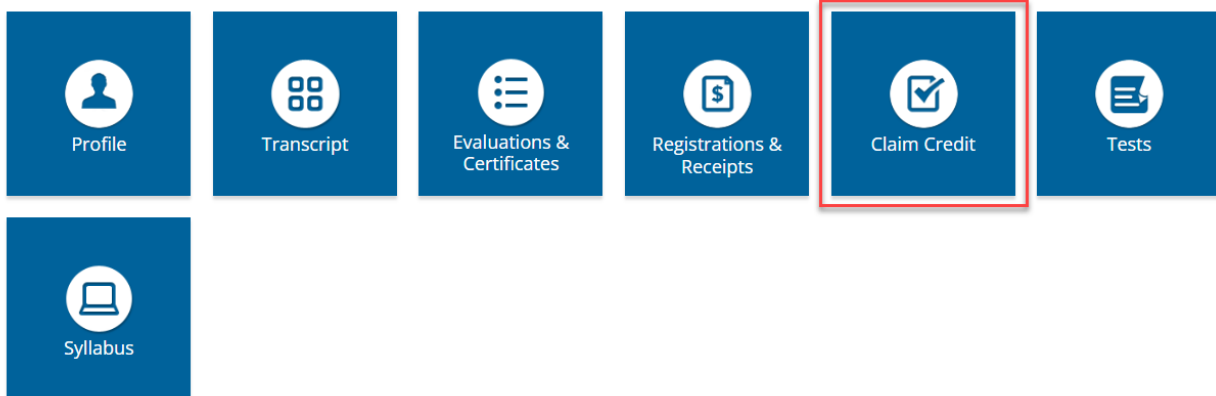 Profile
Transcript
Evaluations &
Certificates
Registrations &
Receipts
Claim Credit
Tests
Syllabus